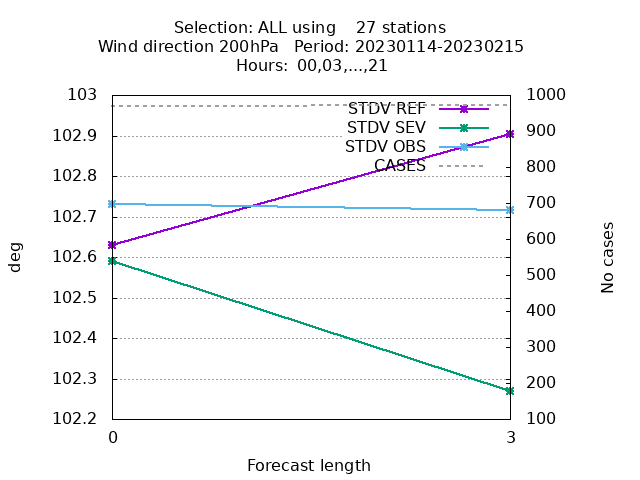 Selection: ALL using    27 stations
Wind direction 200hPa   Period: 20230114-20230215
Hours:  00,03,...,21
103
102.9
102.8
102.7
102.6
102.5
102.4
102.3
102.2
deg
STDV REF
STDV SEV
STDV OBS
CASES
1000
900
800
700
600
500
400
300
200
100
No cases
0
3
Forecast length